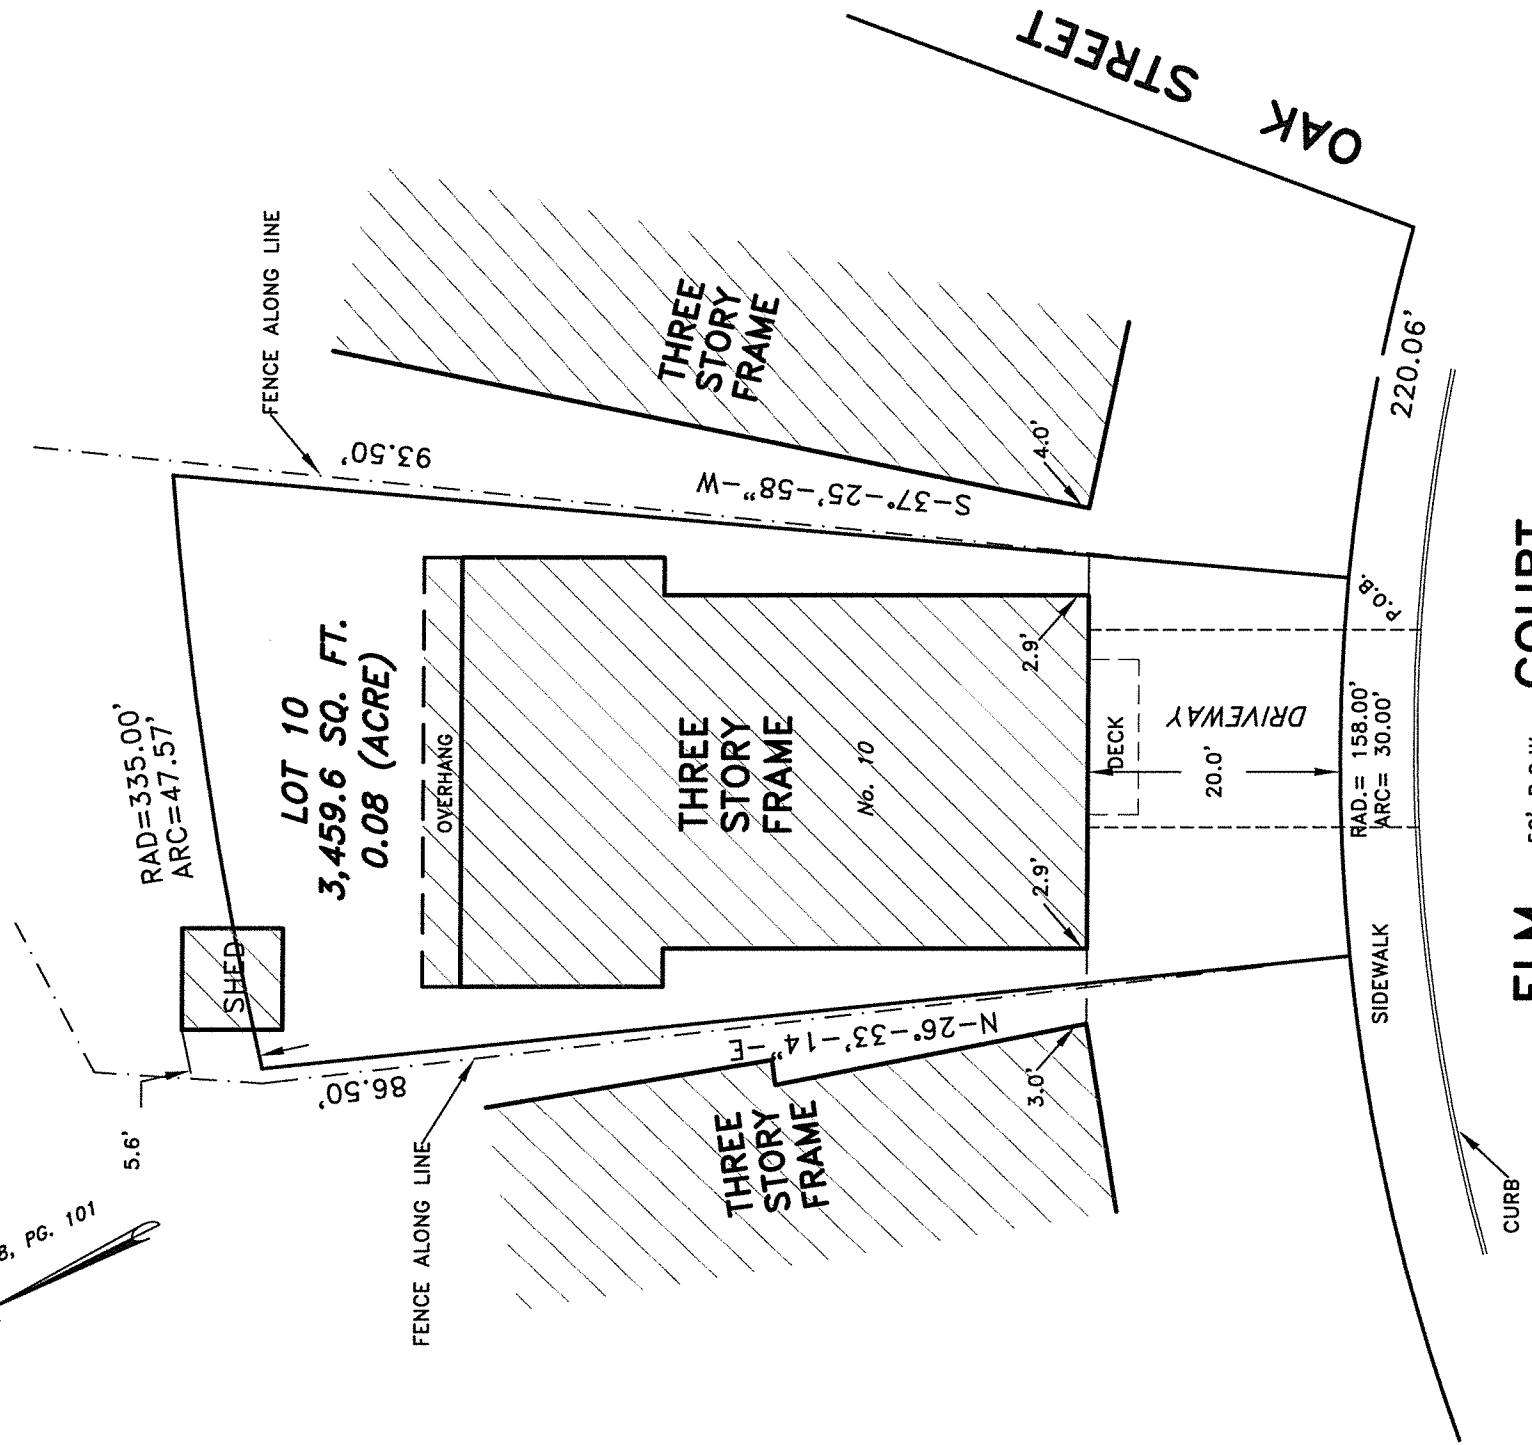 OAK STREET
FENCE ALONG LINE
93.50'
S-37°-25'-58"-W
THREE
STORY
FRAME
4.0'
220.06'
RAD=335.00'
ARC=47.57'
LOT 10
3,459.6 SQ. FT.
0.08 (ACRE)
OVERHANG
THREE
STORY
FRAME
No. 10
2.9'
2.9'
DECK
DRIVEWAY
20.0'
P.O.B.
RAD.= 158.00'
ARC= 30.00'
SIDEWALK
SHED
5.6'
86.50'
N-26°-33'-14"-E
FENCE ALONG LINE
THREE
STORY
FRAME
3.0'
PG. 101
CURB
ELM COURT
50' R.O.W.